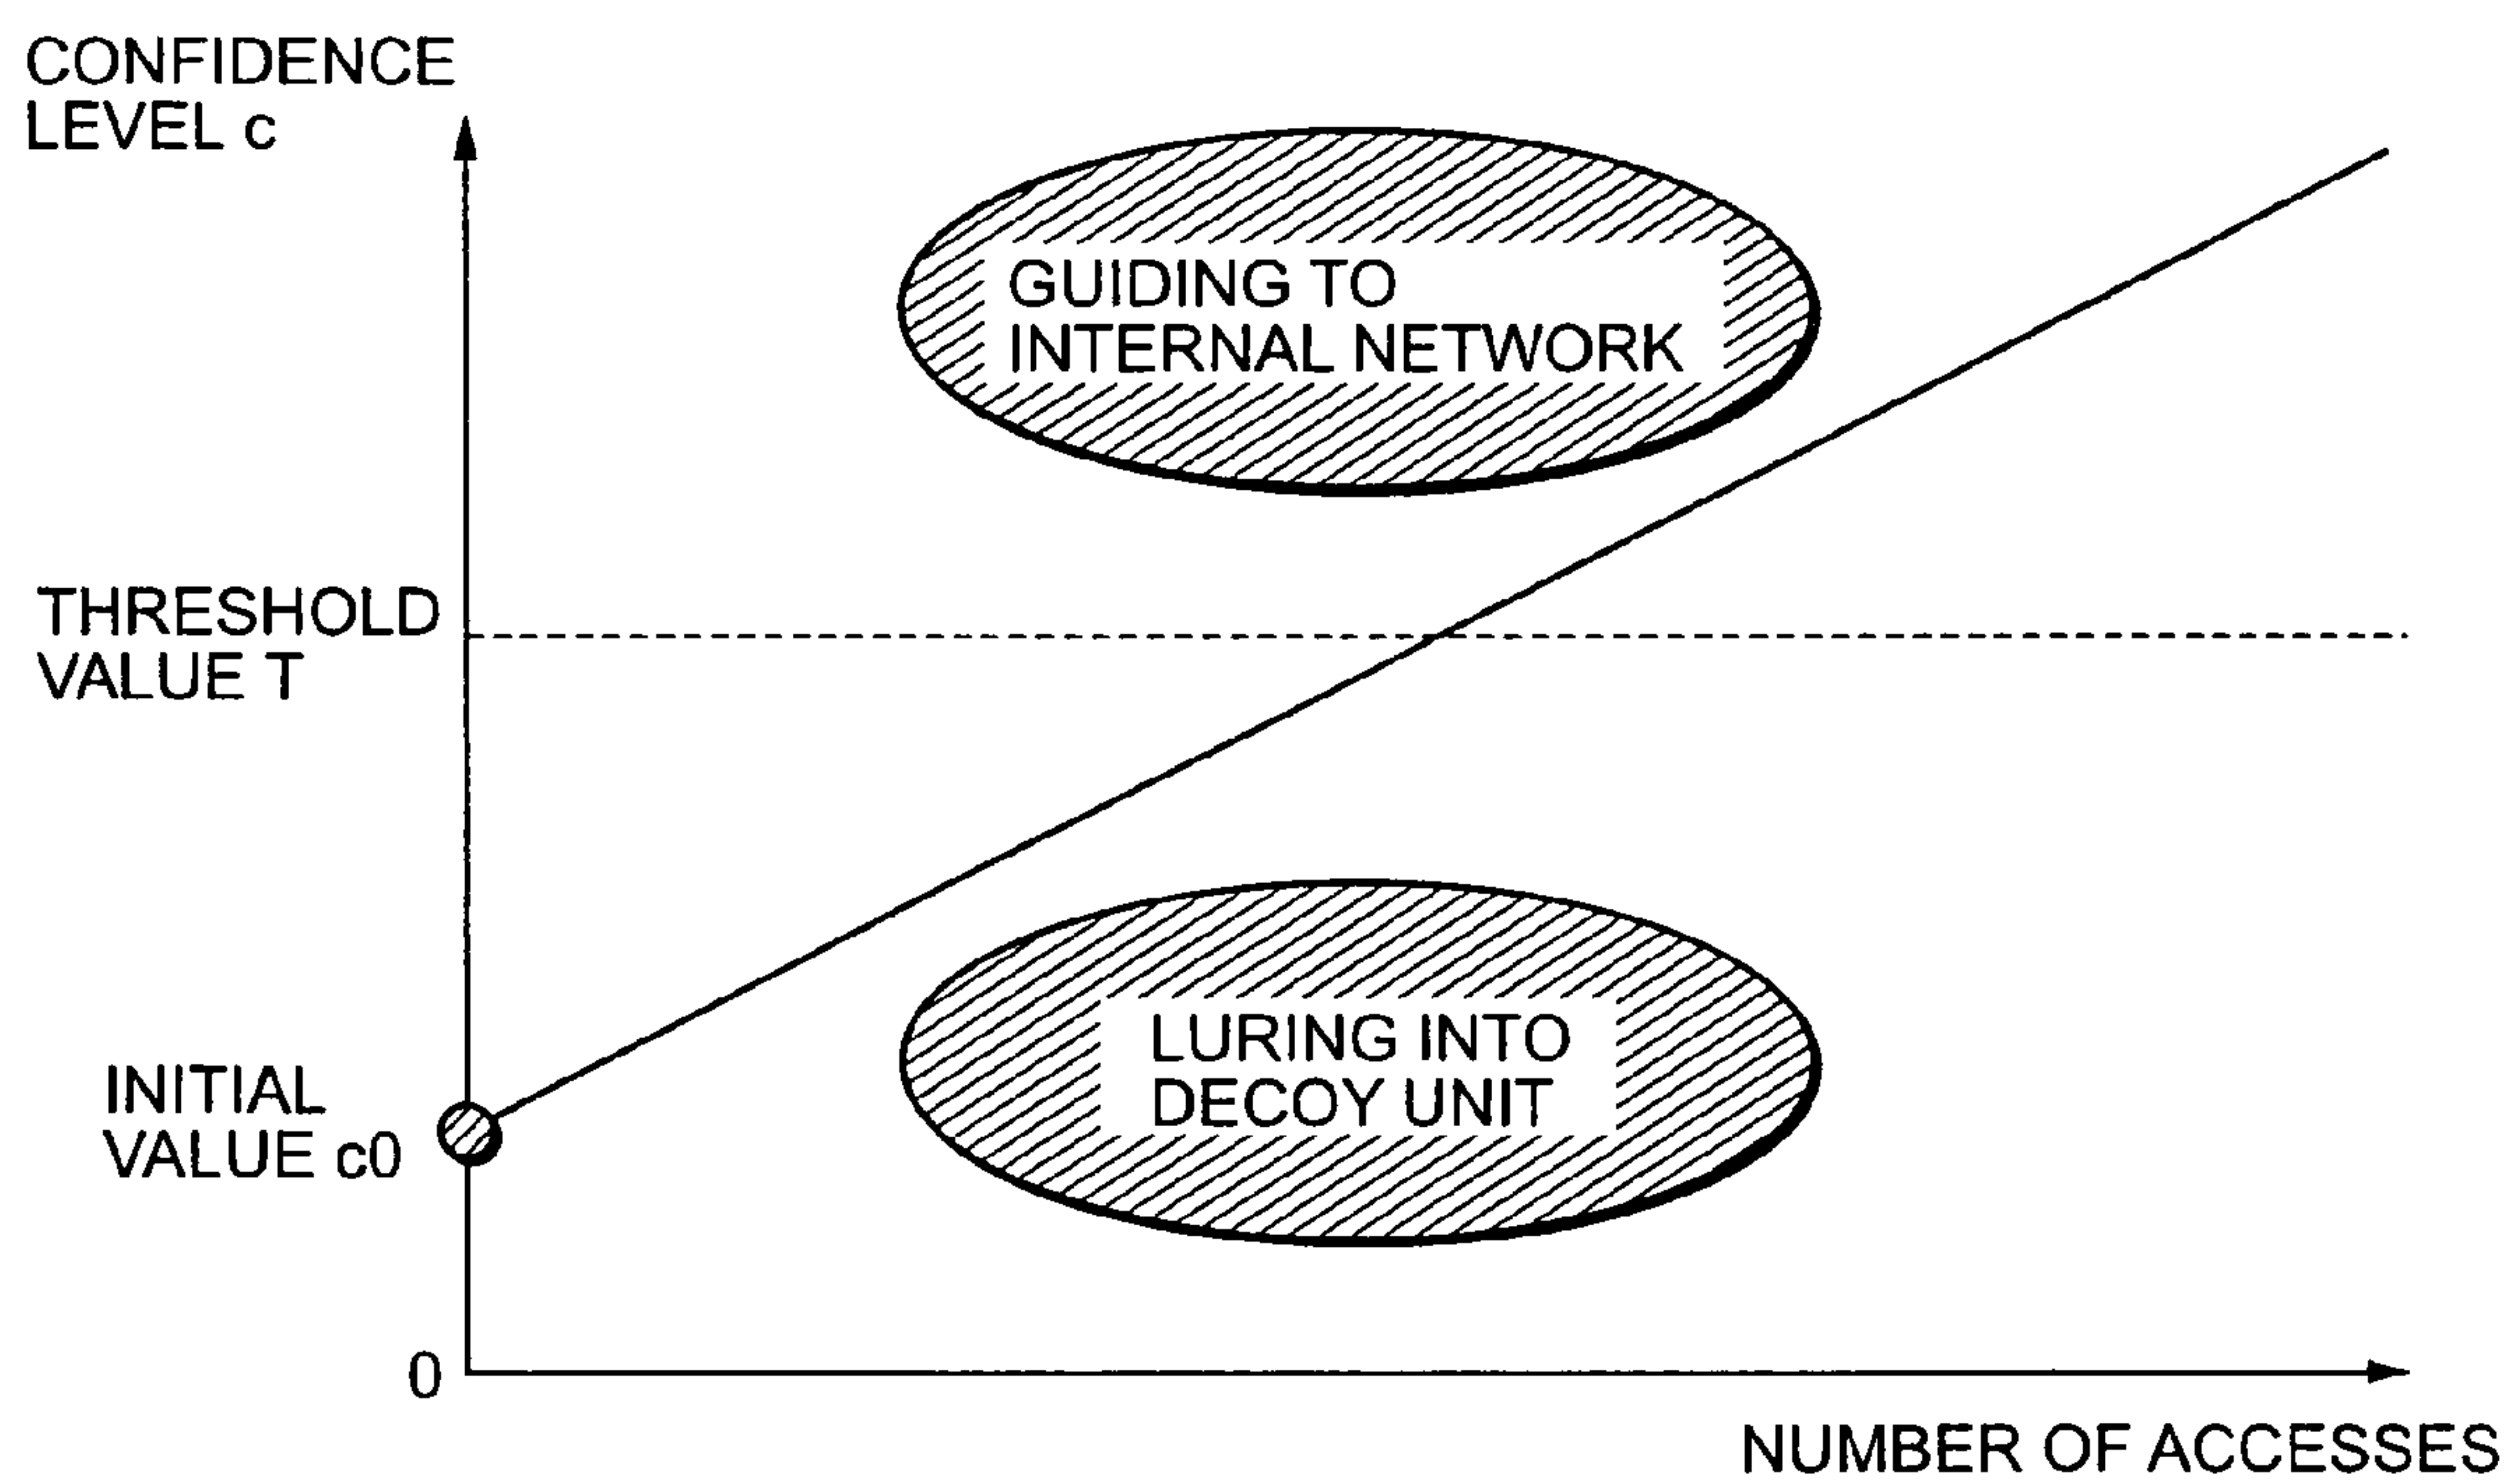 CONFIDENCE
LEVEL c
GUIDING TO
INTERNAL NETWORK
THRESHOLD
VALUE T
LURING INTO
DECOY UNIT
INITIAL
VALUE c0
0
NUMBER OF ACCESSES